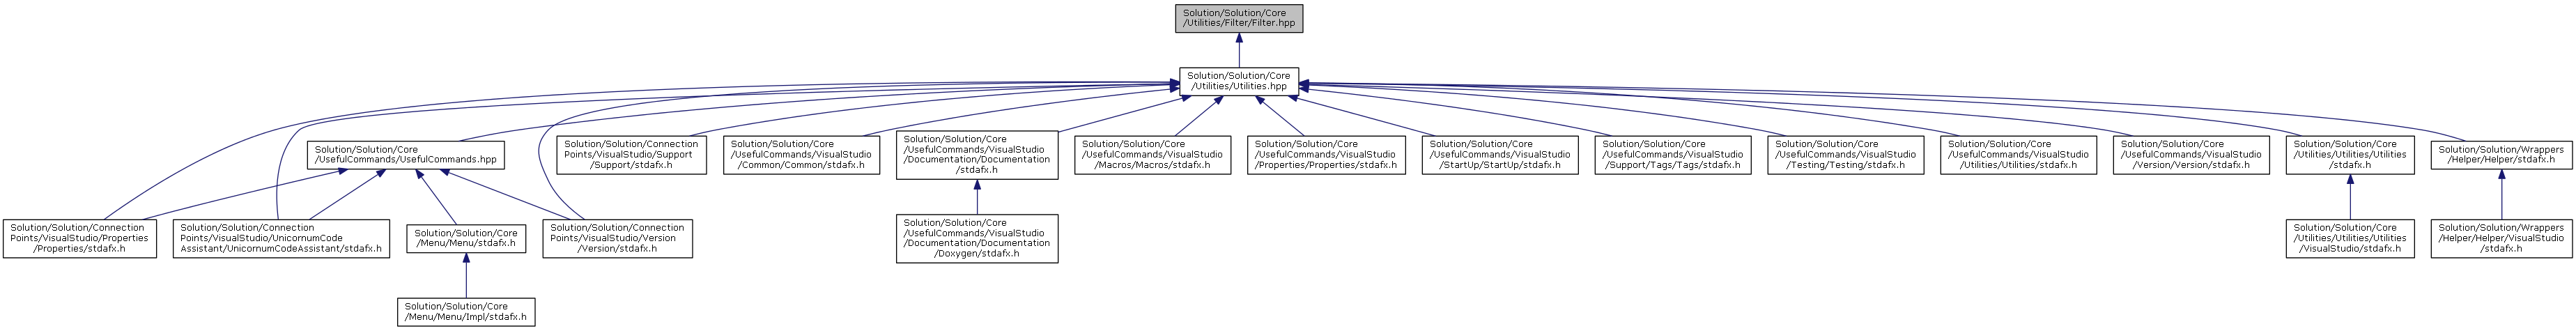 Solution/Solution/Core
/Utilities/Filter/Filter.hpp
Solution/Solution/Core
/Utilities/Utilities.hpp
Solution/Solution/Core
/UsefulCommands/UsefulCommands.hpp
Solution/Solution/Connection
Points/VisualStudio/Support
/Support/stdafx.h
Solution/Solution/Core
/UsefulCommands/VisualStudio
/Common/Common/stdafx.h
Solution/Solution/Core
/UsefulCommands/VisualStudio
/Documentation/Documentation
/stdafx.h
Solution/Solution/Core
/UsefulCommands/VisualStudio
/Macros/Macros/stdafx.h
Solution/Solution/Core
/UsefulCommands/VisualStudio
/Properties/Properties/stdafx.h
Solution/Solution/Core
/UsefulCommands/VisualStudio
/StartUp/StartUp/stdafx.h
Solution/Solution/Core
/UsefulCommands/VisualStudio
/Support/Tags/Tags/stdafx.h
Solution/Solution/Core
/UsefulCommands/VisualStudio
/Testing/Testing/stdafx.h
Solution/Solution/Core
/UsefulCommands/VisualStudio
/Utilities/Utilities/stdafx.h
Solution/Solution/Core
/UsefulCommands/VisualStudio
/Version/Version/stdafx.h
Solution/Solution/Core
/Utilities/Utilities/Utilities
/stdafx.h
Solution/Solution/Wrappers
/Helper/Helper/stdafx.h
Solution/Solution/Connection
Points/VisualStudio/Properties
/Properties/stdafx.h
Solution/Solution/Connection
Points/VisualStudio/UnicornumCode
Assistant/UnicornumCodeAssistant/stdafx.h
Solution/Solution/Core
/Menu/Menu/stdafx.h
Solution/Solution/Connection
Points/VisualStudio/Version
/Version/stdafx.h
Solution/Solution/Core
/UsefulCommands/VisualStudio
/Documentation/Documentation
/Doxygen/stdafx.h
Solution/Solution/Core
/Utilities/Utilities/Utilities
/VisualStudio/stdafx.h
Solution/Solution/Wrappers
/Helper/Helper/VisualStudio
/stdafx.h
Solution/Solution/Core
/Menu/Menu/Impl/stdafx.h